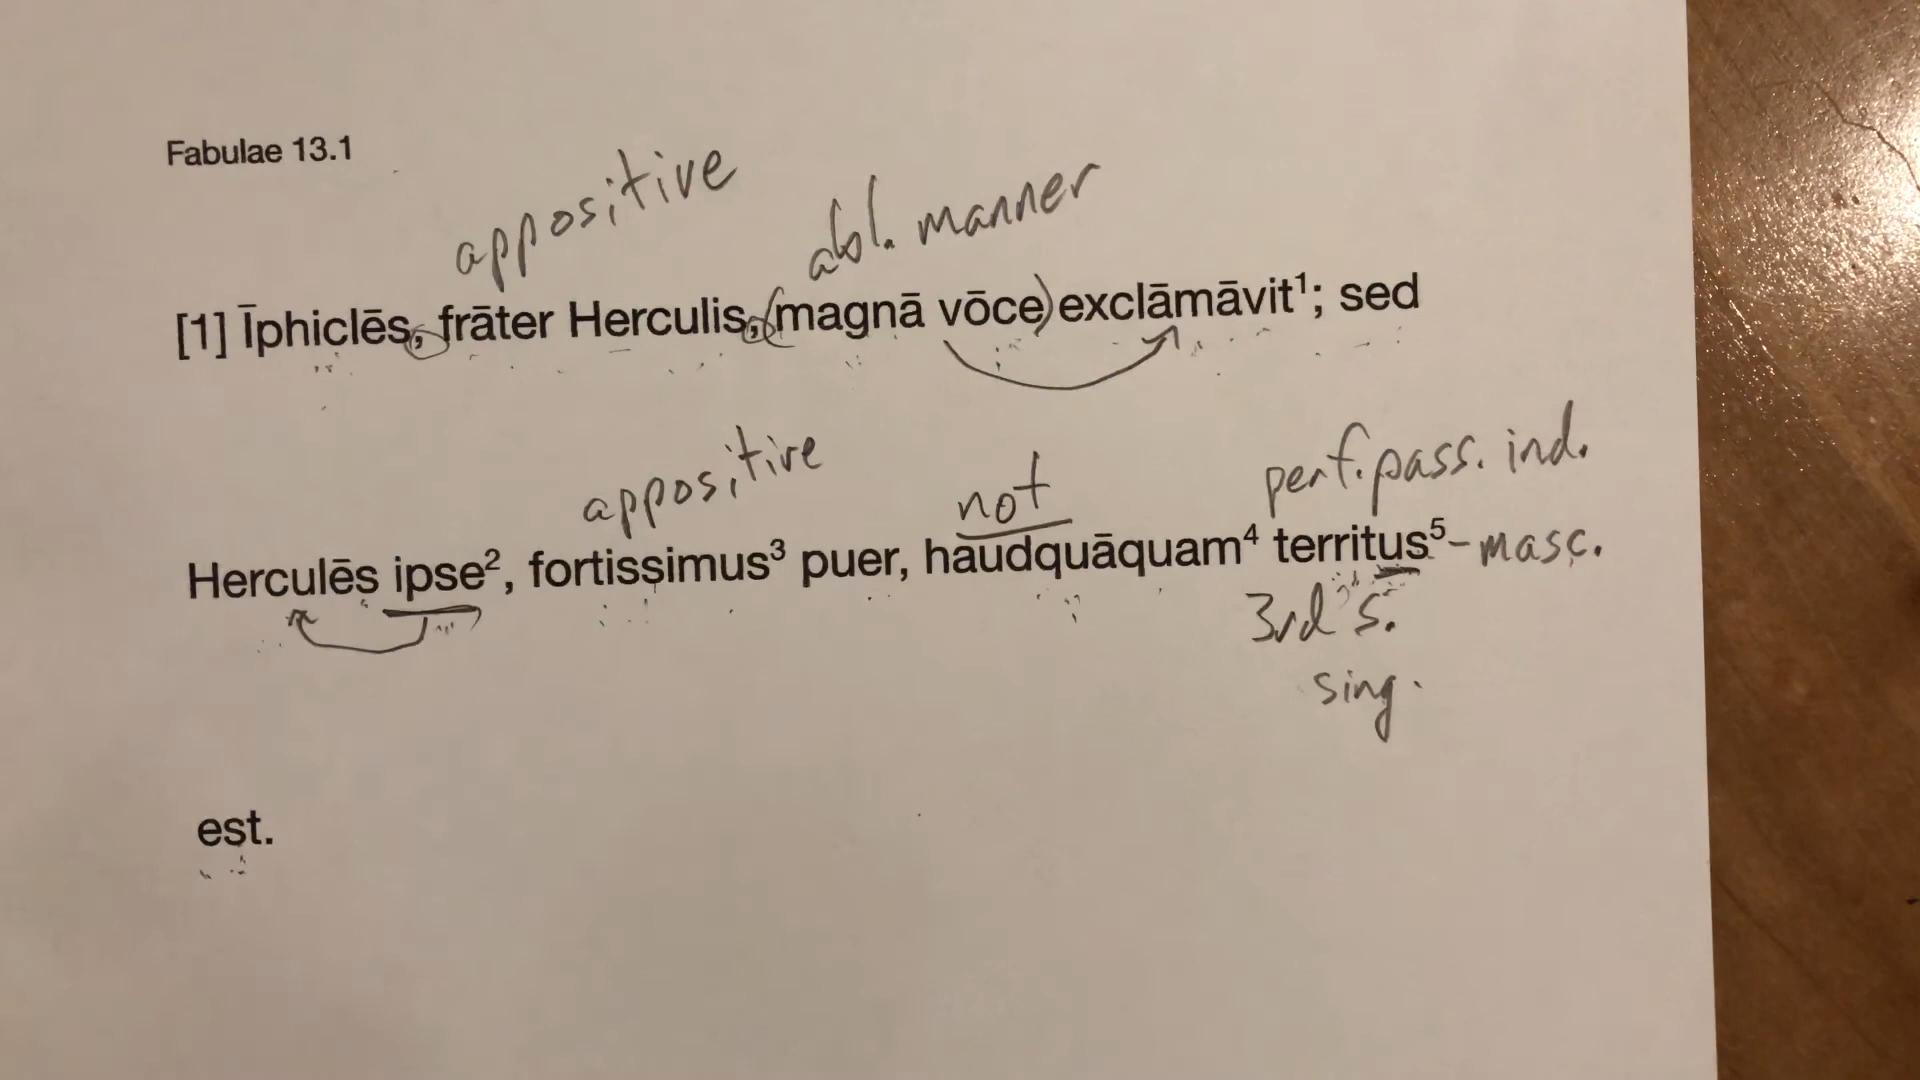 Fabulae 13.1
appositive abl. manner
[1] Īphiclēs, frāter Herculis, (magnā vōce) exclāmāvit¹; sed
appositive not perf. pass. ind.
Herculēs ipse², fortissimus³ puer, haudquāquam⁴ territus⁵ - masc.
3rd s.
sing.
est.